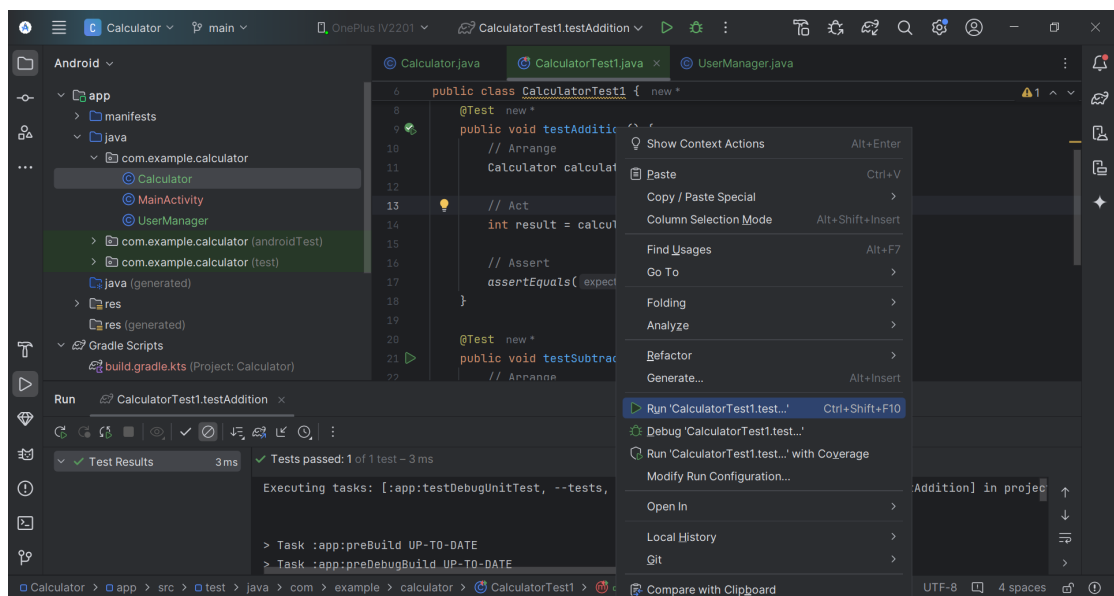 C Calculator main OnePlus IV2201 CalculatorTest1.testAddition
Android
Calculator.java CalculatorTest1.java UserManager.java
app
manifests
java
com.example.calculator
Calculator
MainActivity
UserManager
com.example.calculator (androidTest)
com.example.calculator (test)
java (generated)
res
res (generated)
Gradle Scripts
build.gradle.kts (Project: Calculator)
6 public class CalculatorTest1 { new *
1
8 @Test new *
9 public void testAdditio
10 // Arrange
11 Calculator calculat
12
13 // Act
14 int result = calcul
15
16 // Assert
17 assertEquals( expect
18 }
19
20 @Test new *
21 public void testSubtrac
22 // Arrange
Show Context Actions Alt+Enter
Paste Ctrl+V
Copy / Paste Special
Column Selection Mode Alt+Shift+Insert
Find Usages Alt+F7
Go To
Folding
Analyze
Refactor
Generate... Alt+Insert
Run 'CalculatorTest1.test...' Ctrl+Shift+F10
Debug 'CalculatorTest1.test...'
Run 'CalculatorTest1.test...' with Coverage
Modify Run Configuration...
Open In
Local History
Git
Compare with Clipboard
Run CalculatorTest1.testAddition
Test Results 3 ms
Tests passed: 1 of 1 test – 3 ms
Executing tasks: [:app:testDebugUnitTest, --tests, Addition] in projec
> Task :app:preBuild UP-TO-DATE
> Task :app:preDebugBuild UP-TO-DATE
Calculator > app > src > test > java > com > example > calculator > CalculatorTest1 >
UTF-8 4 spaces